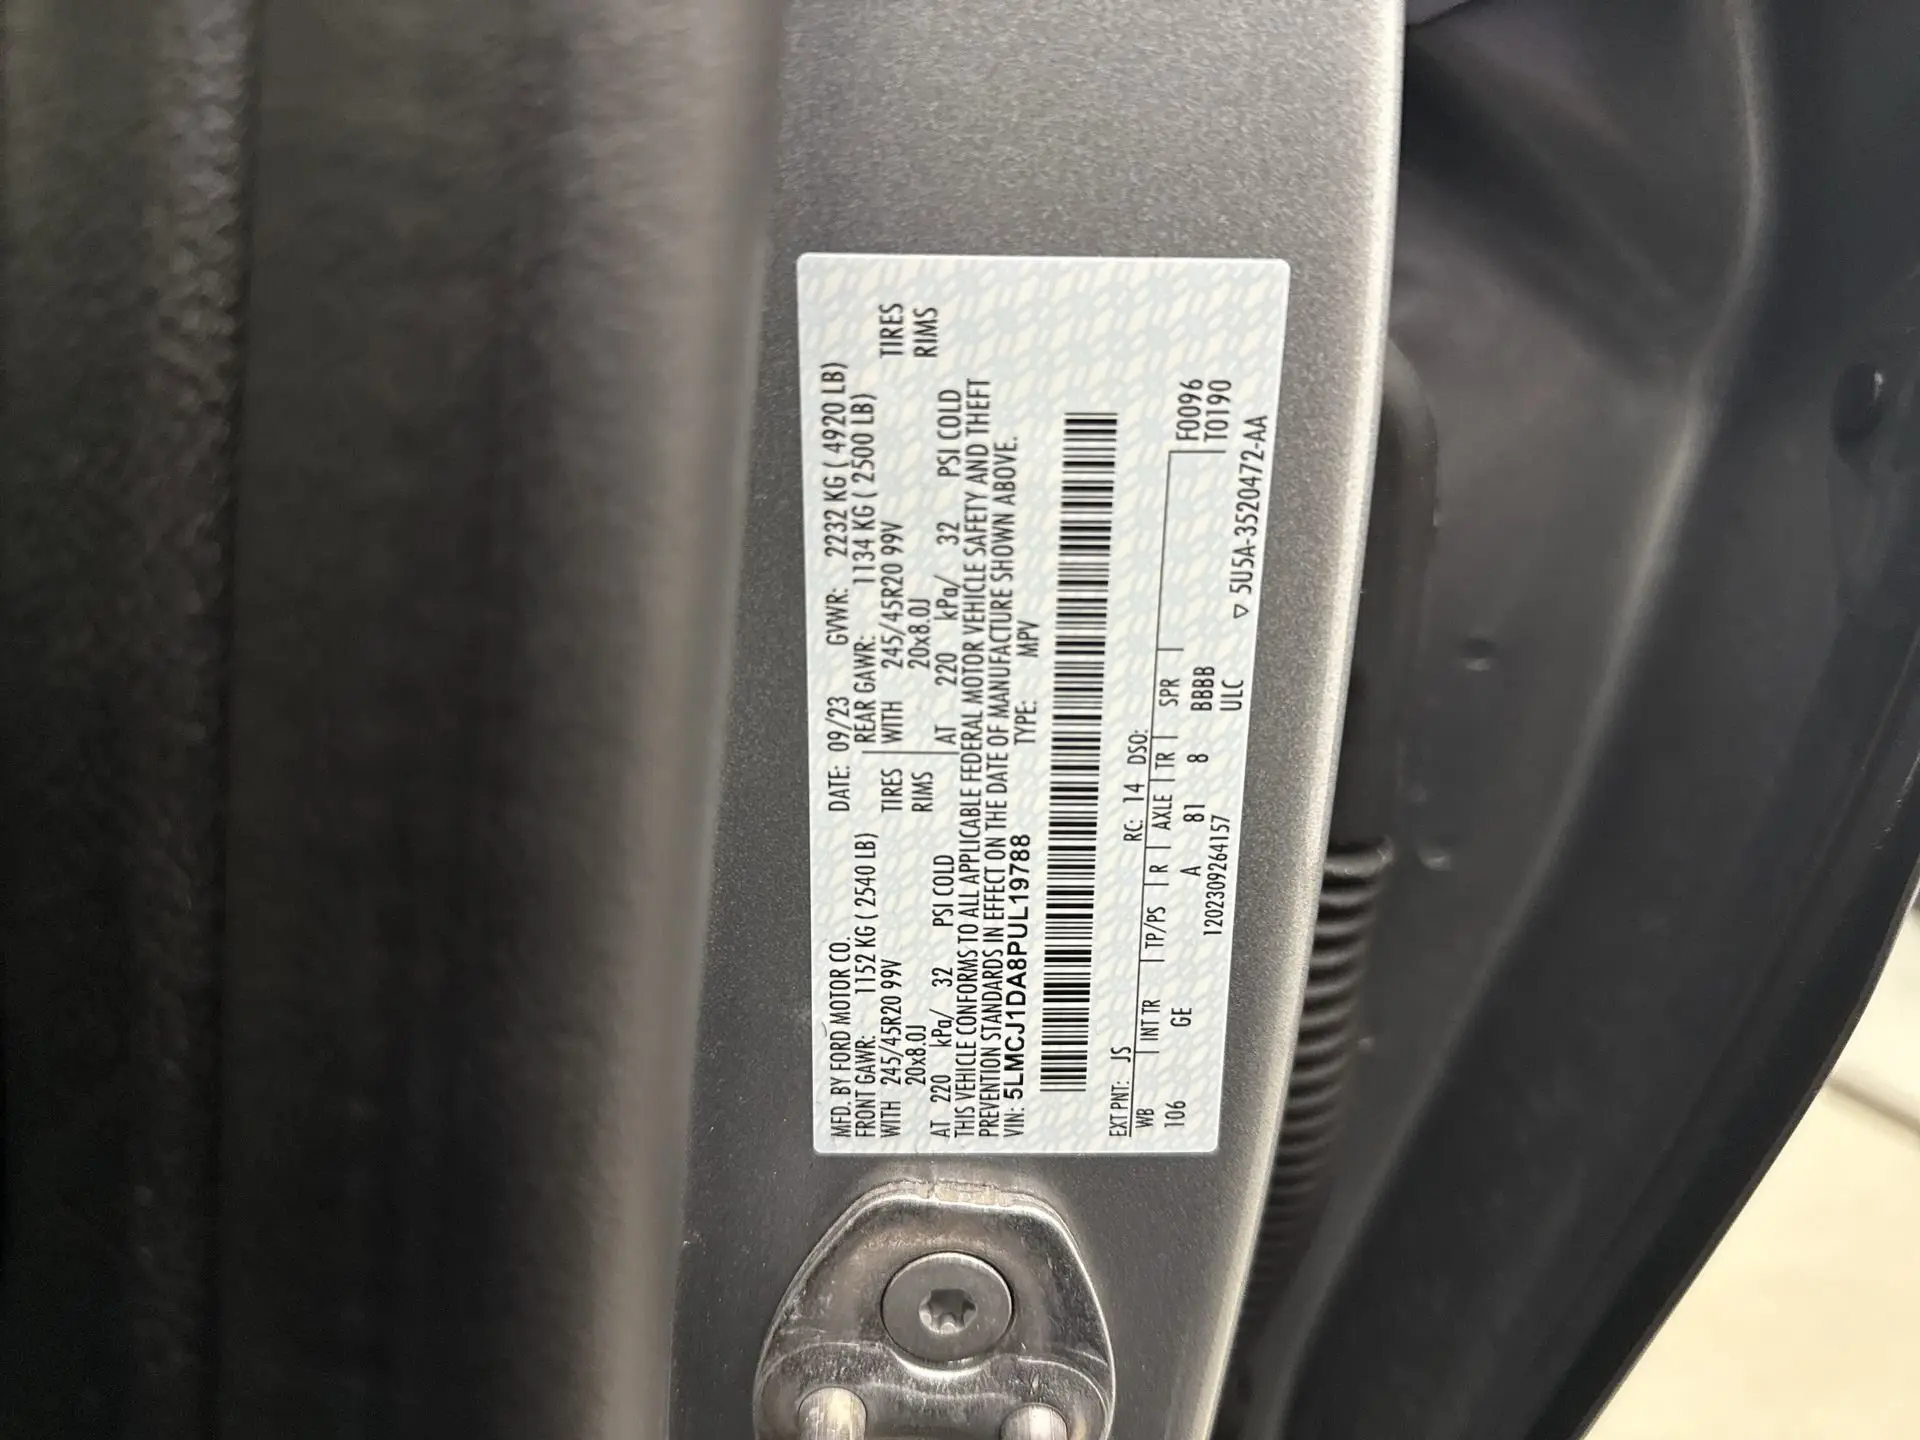 MFD. BY FORD MOTOR CO. DATE: 09/23 GVWR: 2232 KG ( 4920 LB)
FRONT GAWR: 1152 KG ( 2540 LB) REAR GAWR: 1134 KG ( 2500 LB)
WITH 245/45R20 99V TIRES WITH 245/45R20 99V TIRES
20x8.0J RIMS 20x8.0J RIMS
AT 220 kPa/ 32 PSI COLD AT 220 kPa/ 32 PSI COLD
THIS VEHICLE CONFORMS TO ALL APPLICABLE FEDERAL MOTOR VEHICLE SAFETY AND THEFT
PREVENTION STANDARDS IN EFFECT ON THE DATE OF MANUFACTURE SHOWN ABOVE.
VIN: 5LMCJ1DA8PUL19788 TYPE: MPV
EXT PNT: JS RC: 14 DSO:
WB INT TR TP/PS R AXLE TR SPR F0096
106 GE A 81 8 BBBB T0190
1202309264157 ULC
▽ 5U5A-3520472-AA